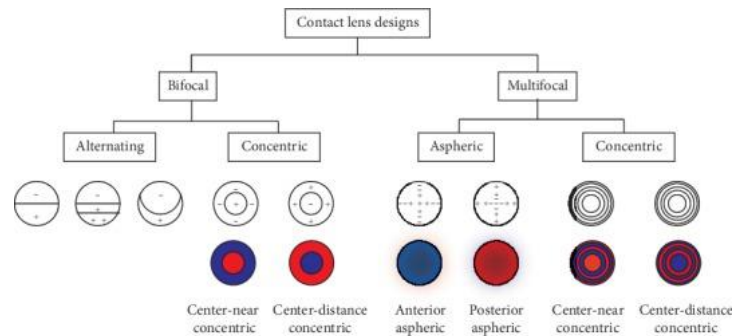 Contact lens designs
Bifocal
Multifocal
Alternating
Concentric
Aspheric
Concentric
Center-near
concentric
Center-distance
concentric
Anterior
aspheric
Posterior
aspheric
Center-near
concentric
Center-distance
concentric